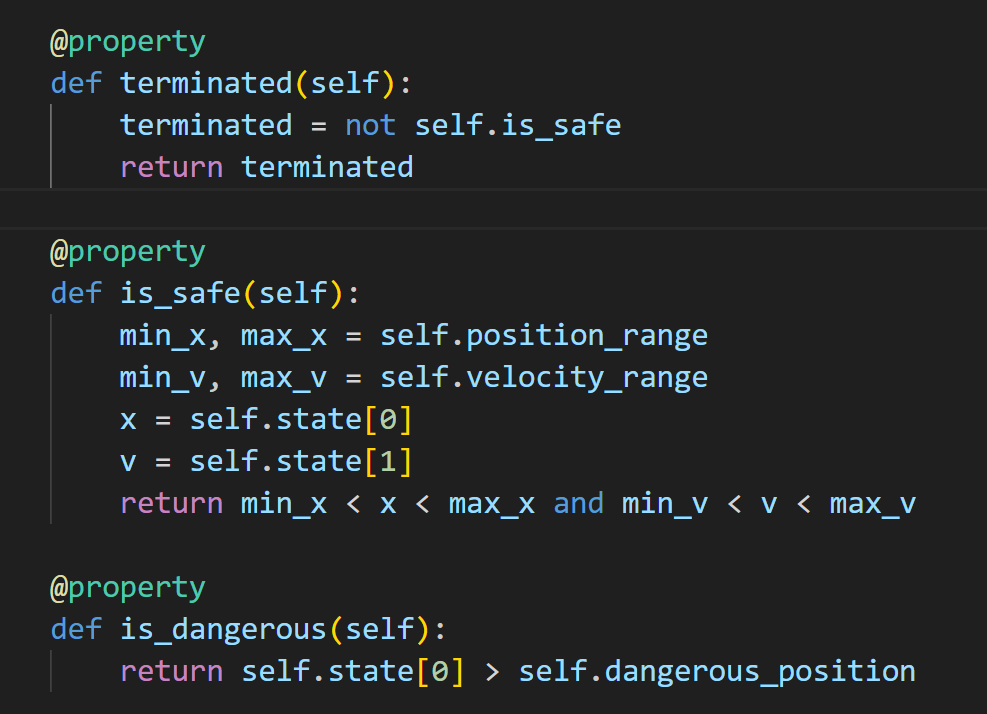 @property
def terminated(self):
    terminated = not self.is_safe
    return terminated

@property
def is_safe(self):
    min_x, max_x = self.position_range
    min_v, max_v = self.velocity_range
    x = self.state[0]
    v = self.state[1]
    return min_x < x < max_x and min_v < v < max_v

@property
def is_dangerous(self):
    return self.state[0] > self.dangerous_position